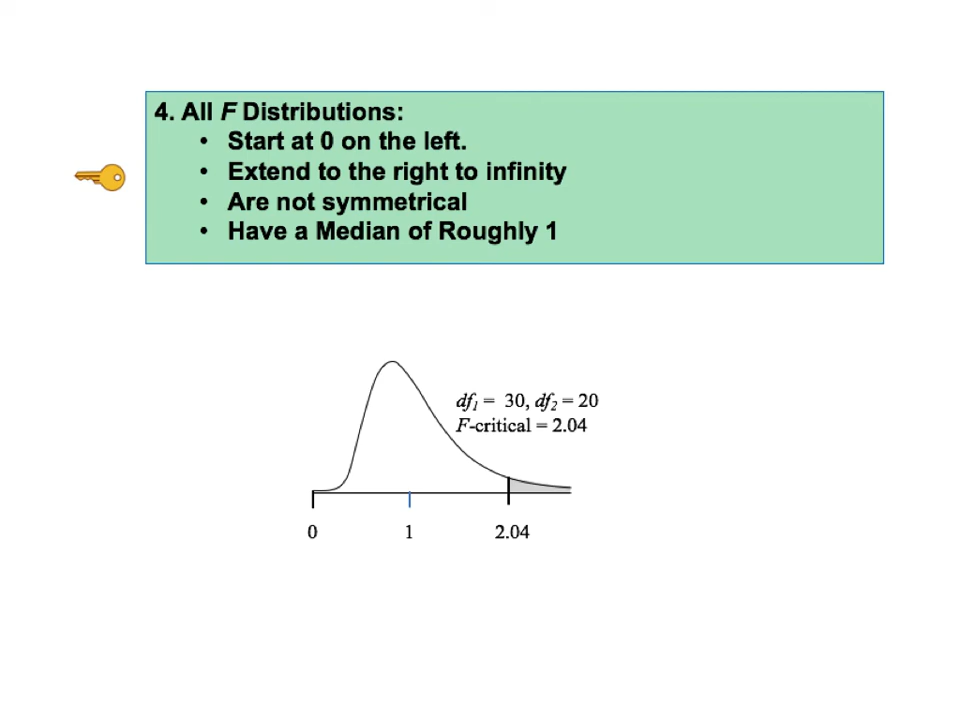 4. All F Distributions:
• Start at 0 on the left.
• Extend to the right to infinity
• Are not symmetrical
• Have a Median of Roughly 1
df₁ = 30, df₂ = 20
F-critical = 2.04
0 1 2.04